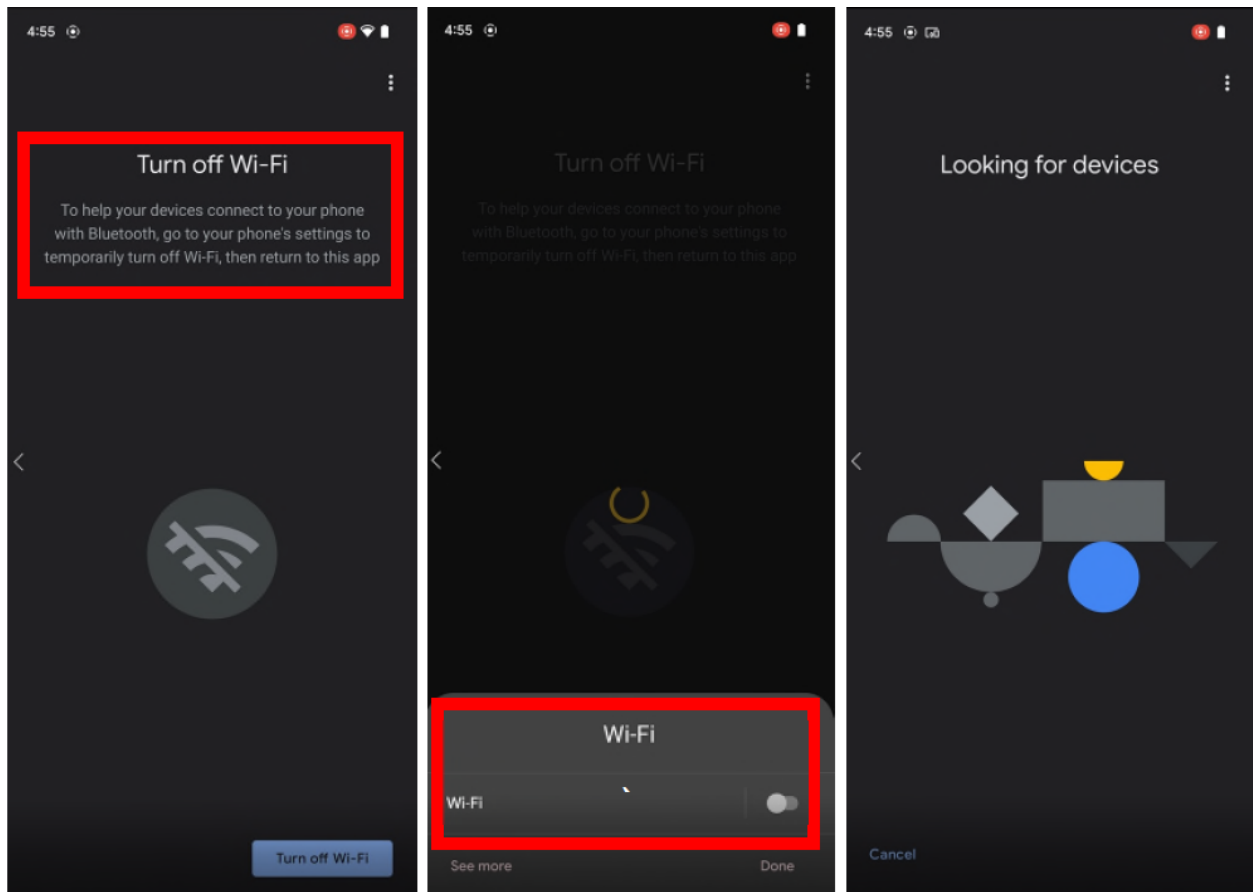 4:55
Turn off Wi-Fi
To help your devices connect to your phone
with Bluetooth, go to your phone's settings to
temporarily turn off Wi-Fi, then return to this app
Turn off Wi-Fi
4:55
Turn off Wi-Fi
To help your devices connect to your phone
with Bluetooth, go to your phone's settings to
temporarily turn off Wi-Fi, then return to this app
Wi-Fi
Wi-Fi
See more Done
4:55
Looking for devices
Cancel